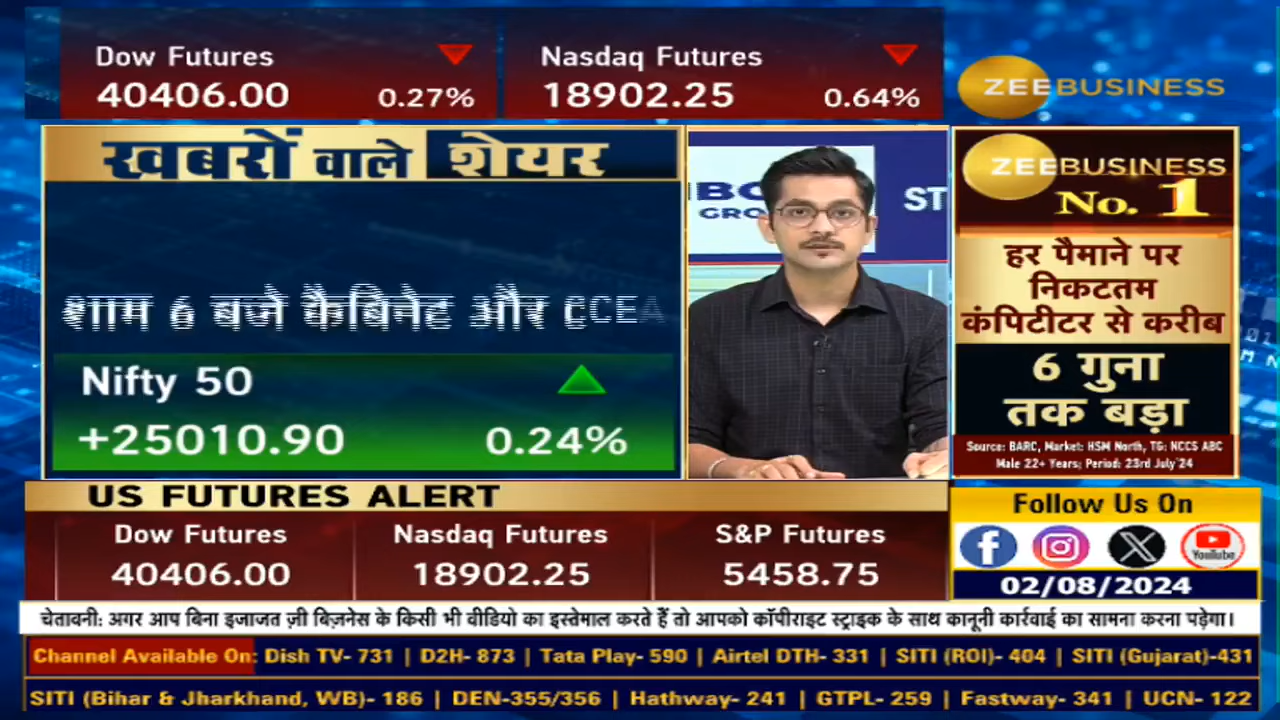 Dow Futures
40406.00 0.27%
Nasdaq Futures
18902.25 0.64%
ZEEBUSINESS
खबरों वाले शेयर
शाम 6 बजे कैबिनेट और CCEA
Nifty 50
+25010.90 0.24%
GRO
ST
ZEEBUSINESS
No. 1
हर पैमाने पर
निकटतम
कंपिटीटर से करीब
6 गुना
तक बड़ा
Source: BARC, Market: HSM North, TG: NCCS ABC
Male 22+ Years; Period: 23rd July'24
US FUTURES ALERT
Dow Futures
40406.00
Nasdaq Futures
18902.25
S&P Futures
5458.75
Follow Us On
YouTube
02/08/2024
चेतावनी: अगर आप बिना इजाजत ज़ी बिज़नेस के किसी भी वीडियो का इस्तेमाल करते हैं तो आपको कॉपीराइट स्ट्राइक के साथ कानूनी कार्रवाई का सामना करना पड़ेगा।
Channel Available On: Dish TV- 731 | D2H- 873 | Tata Play- 590 | Airtel DTH- 331 | SITI (ROI)- 404 | SITI (Gujarat)-431
SITI (Bihar & Jharkhand, WB)- 186 | DEN-355/356 | Hathway- 241 | GTPL- 259 | Fastway- 341 | UCN- 122